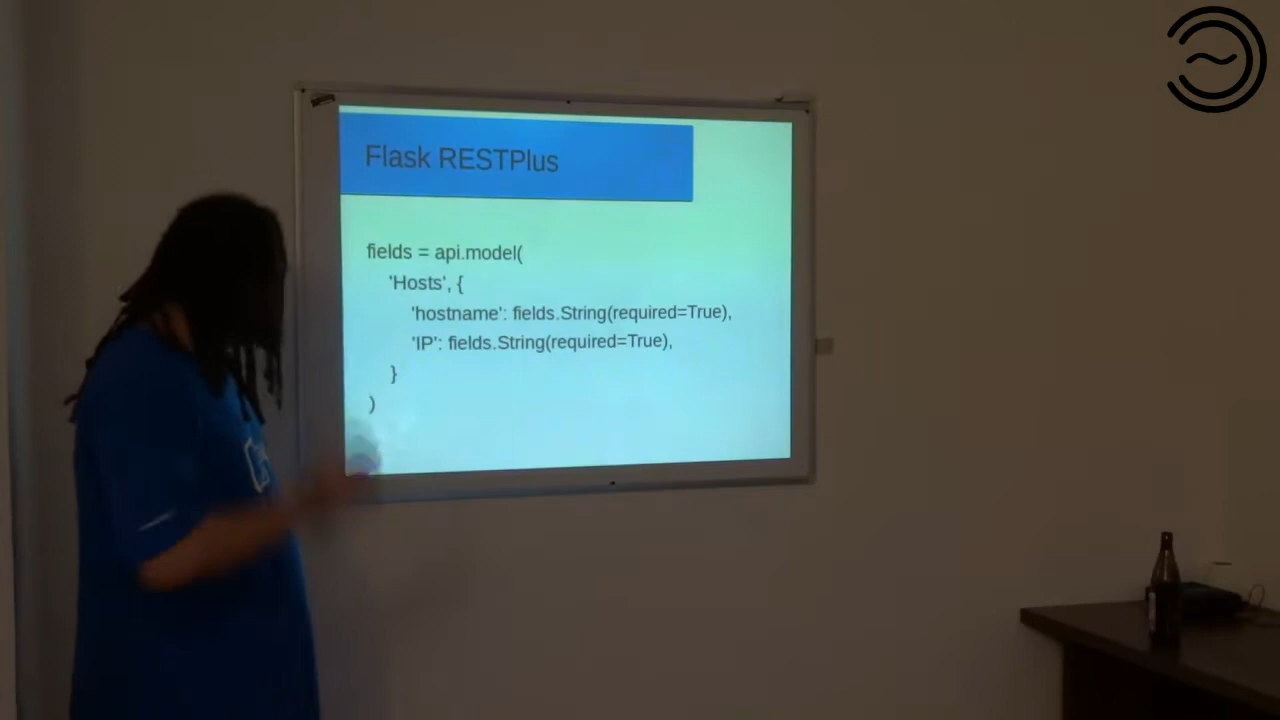 Flask RESTPlus
fields = api.model(
'Hosts', {
'hostname': fields.String(required=True),
'IP': fields.String(required=True),
}
)